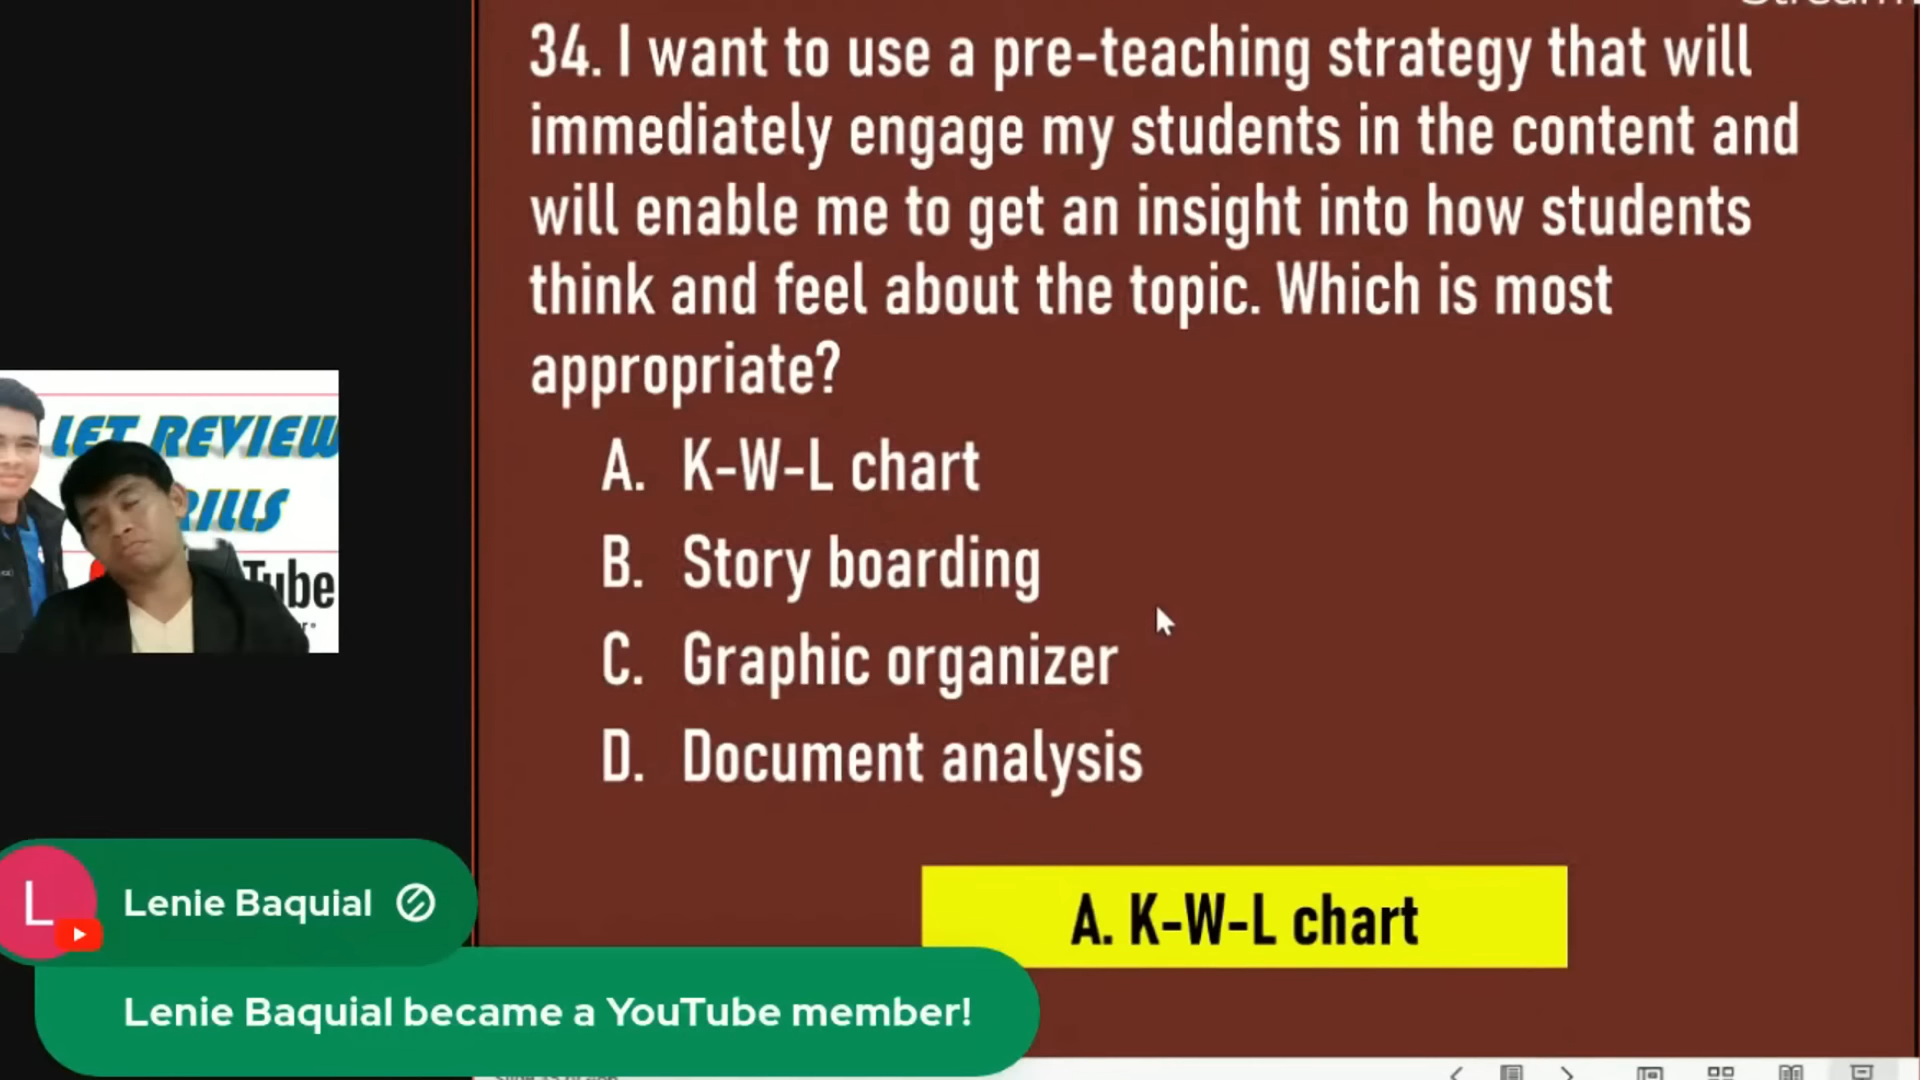 34. I want to use a pre-teaching strategy that will
immediately engage my students in the content and
will enable me to get an insight into how students
think and feel about the topic. Which is most
appropriate?
A. K-W-L chart
B. Story boarding
C. Graphic organizer
D. Document analysis
A. K-W-L chart
LET REVIEW
RILLS
Tube
L
Lenie Baquial
Lenie Baquial became a YouTube member!